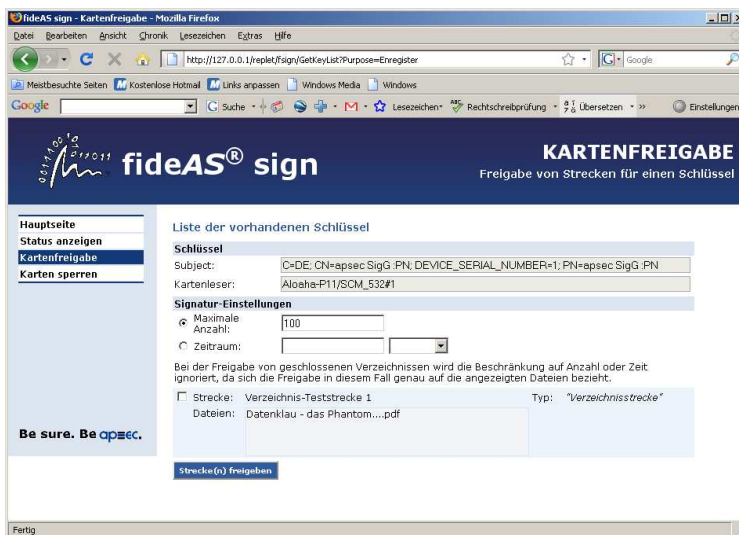 fideAS sign - Kartenfreigabe - Mozilla Firefox
Datei Bearbeiten Ansicht Chronik Lesezeichen Extras Hilfe
http://127.0.0.1/replet/fsign/GetKeyList?Purpose=Enregister
Google
Meistbesuchte Seiten Kostenlose Hotmail Links anpassen Windows Media Windows
Google Suche Lesezeichen Rechtschreibprüfung Übersetzen » Einstellungen
fideAS® sign
KARTENFREIGABE
Freigabe von Strecken für einen Schlüssel
Hauptseite
Status anzeigen
Kartenfreigabe
Karten sperren
Be sure. Be apsec.
Liste der vorhandenen Schlüssel
Schlüssel
Subject: C=DE; CN=apsec SigG :PN; DEVICE_SERIAL_NUMBER=1; PN=apsec SigG :PN
Kartenleser: Aloaha-P11/SCM_532#1
Signatur-Einstellungen
Maximale
Anzahl: 100
Zeitraum:
Bei der Freigabe von geschlossenen Verzeichnissen wird die Beschränkung auf Anzahl oder Zeit
ignoriert, da sich die Freigabe in diesem Fall genau auf die angezeigten Dateien bezieht.
Strecke: Verzeichnis-Teststrecke 1 Typ: "Verzeichnisstrecke"
Dateien: Datenklau - das Phantom....pdf
Strecke(n) freigeben
Fertig